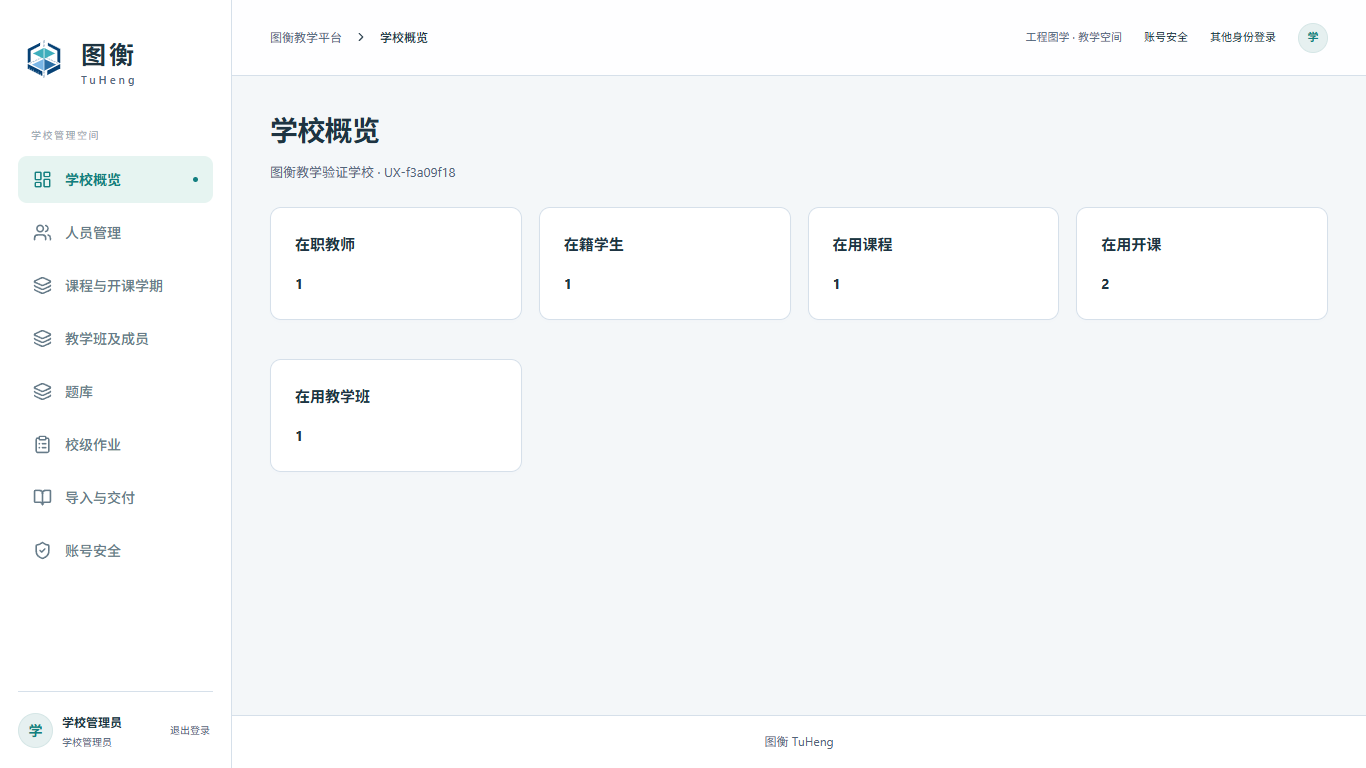 图衡
TuHeng
学校管理空间
学校概览
人员管理
课程与开课学期
教学班及成员
题库
校级作业
导入与交付
账号安全
学
学校管理员
学校管理员
退出登录
图衡教学平台 > 学校概览
工程图学 · 教学空间 账号安全 其他身份登录 学
学校概览
图衡教学验证学校 · UX-f3a09f18
在职教师
1
在籍学生
1
在用课程
1
在用开课
2
在用教学班
1
图衡 TuHeng